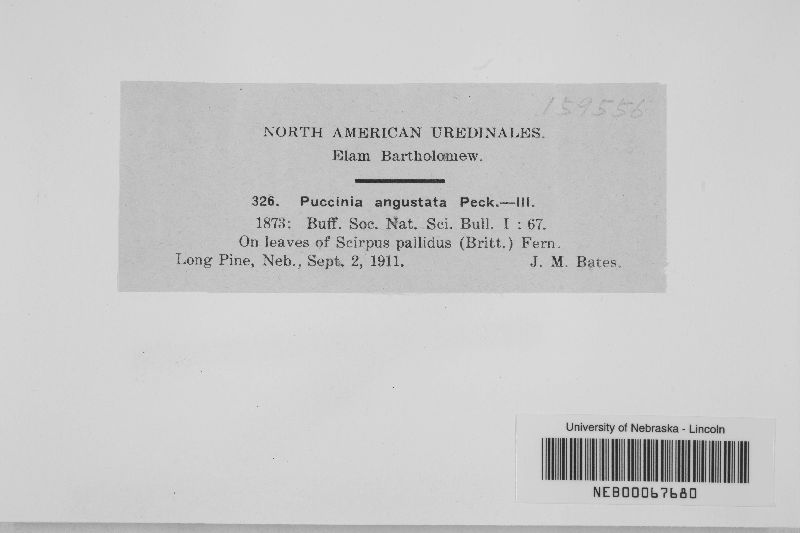 159556
NORTH AMERICAN UREDINALES.
Elam Bartholomew.
326. Puccinia angustata Peck.—III.
1873: Buff. Soc. Nat. Sci. Bull. I : 67.
On leaves of Scirpus pallidus (Britt.) Fern.
Long Pine, Neb., Sept. 2, 1911. J. M. Bates.
University of Nebraska - Lincoln
NEB00067680